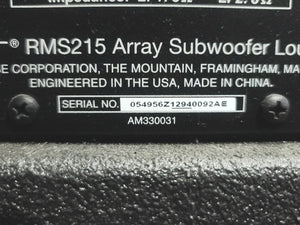 RMS215 Array Subwoofer Lou
SE CORPORATION, THE MOUNTAIN, FRAMINGHAM, MA
ENGINEERED IN THE USA, MADE IN CHINA.
SERIAL NO. 054956Z12940092AE
AM330031